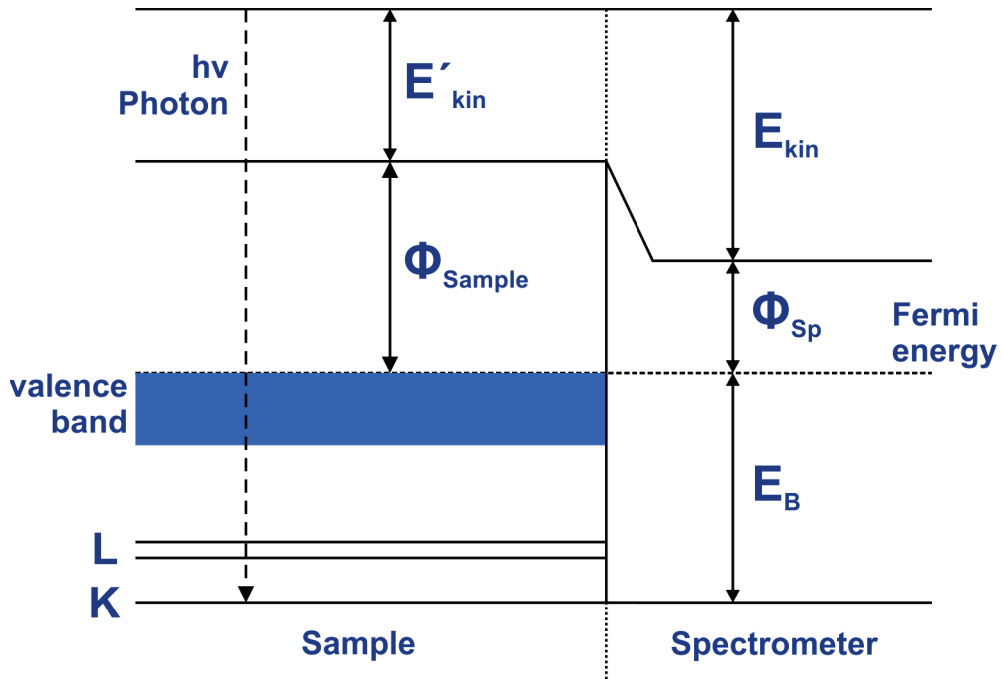 hv
Photon
E´kin
Ekin
ΦSample
ΦSp
Fermi
energy
valence
band
EB
L
K
Sample
Spectrometer